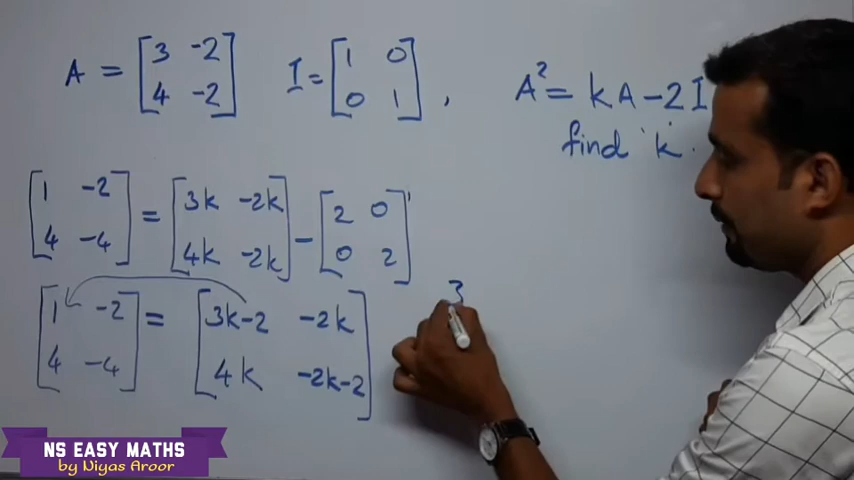 A = [3 -2 I = [1 0 A² = kA - 2I
4 -2] 0 1] , find 'k'.
[1 -2 = [3k -2k - [2 0
4 -4] 4k -2k] 0 2]
[1 -2 = [3k-2 -2k 3
4 -4] 4k -2k-2]
NS EASY MATHS
by Niyas Aroor